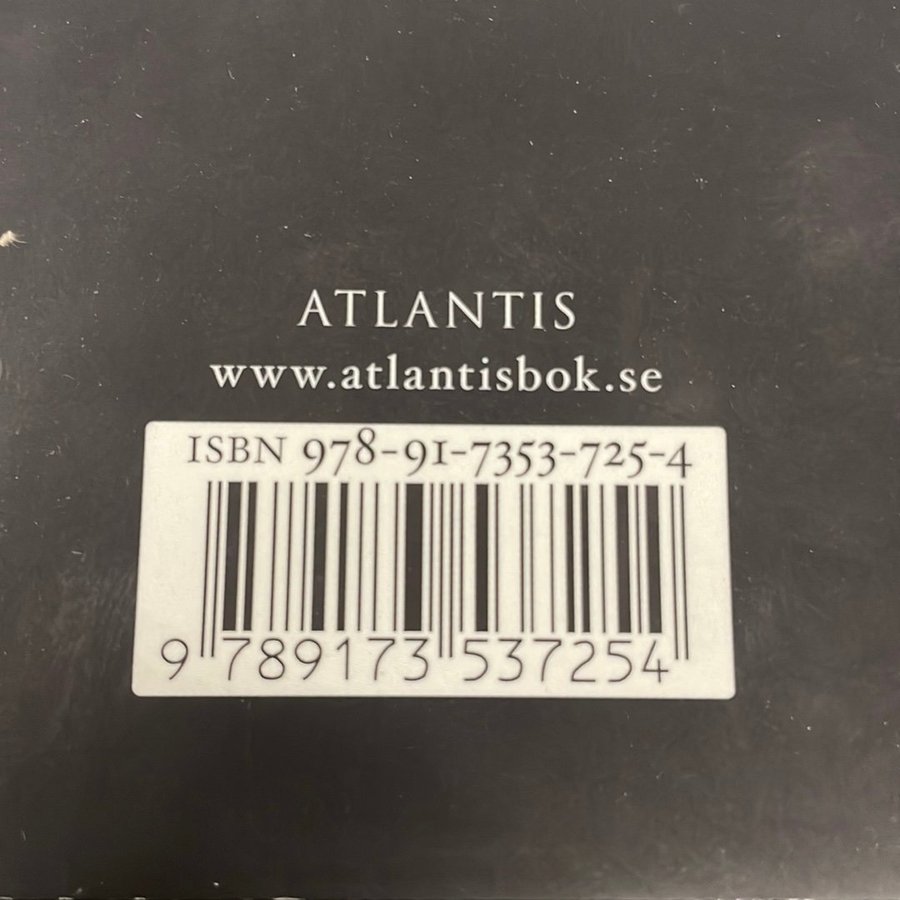 ATLANTIS
www.atlantisbok.se
ISBN 978-91-7353-725-4
9 789173 537254